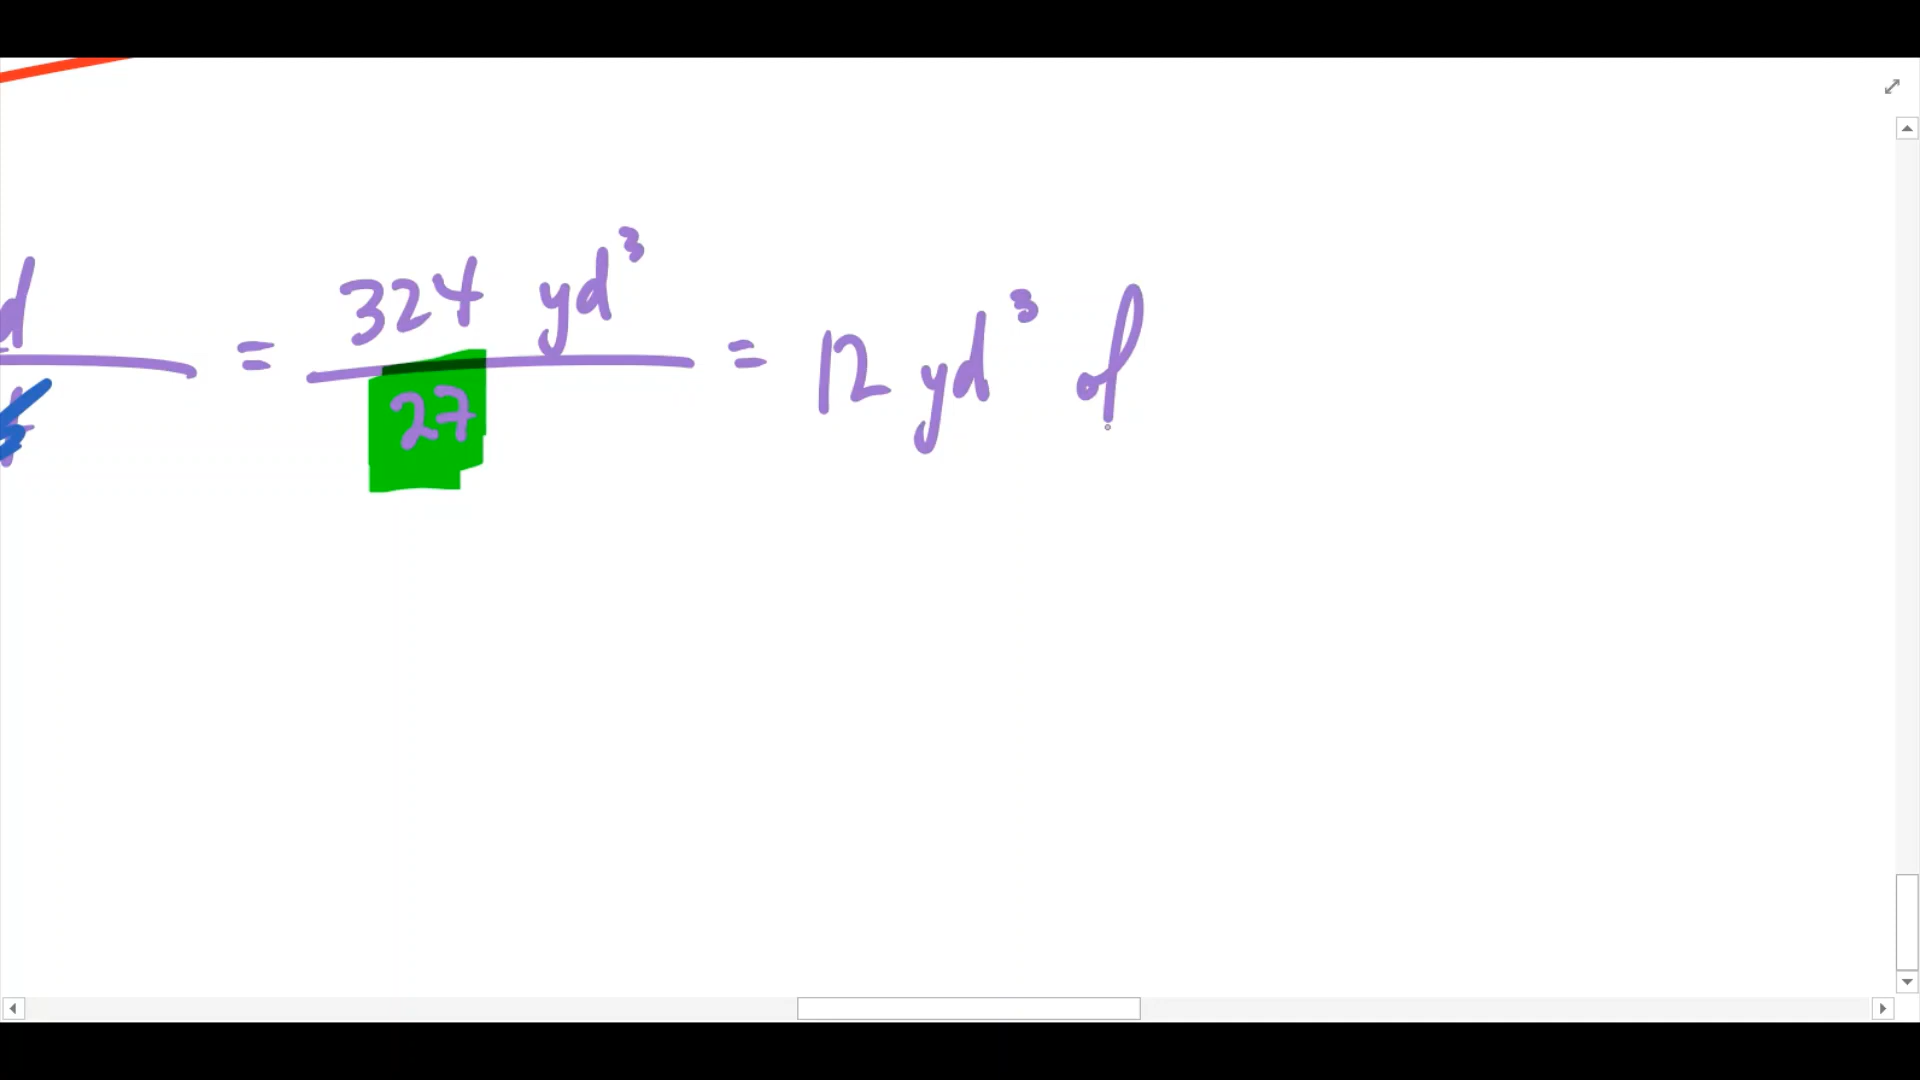 d = 324 yd³ / 27 = 12 yd³ of